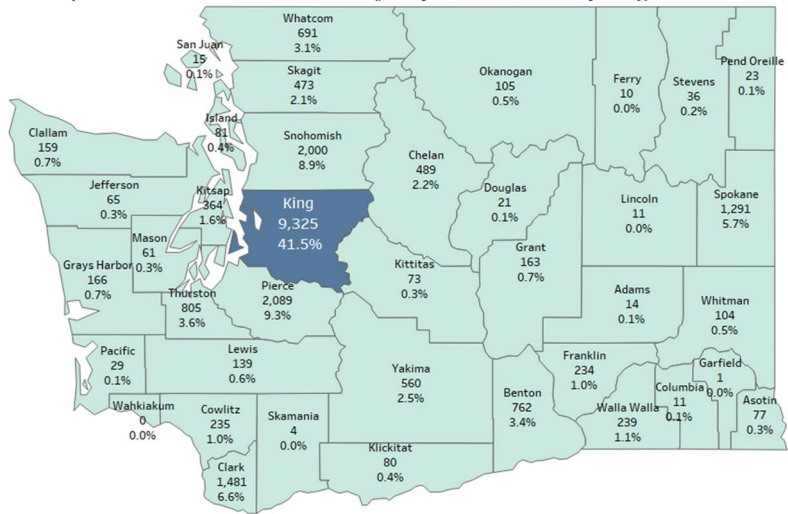 Whatcom
691
3.1%
San Juan
15
0.1%
Skagit
473
2.1%
Okanogan
105
0.5%
Ferry
10
0.0%
Stevens
36
0.2%
Pend Oreille
23
0.1%
Island
81
0.4%
Clallam
159
0.7%
Snohomish
2,000
8.9%
Chelan
489
2.2%
Jefferson
65
0.3%
Kitsap
364
1.6%
King
9,325
41.5%
Douglas
21
0.1%
Lincoln
11
0.0%
Spokane
1,291
5.7%
Mason
61
0.3%
Grays Harbor
166
0.7%
Grant
163
0.7%
Kittitas
73
0.3%
Thurston
805
3.6%
Pierce
2,089
9.3%
Adams
14
0.1%
Whitman
104
0.5%
Pacific
29
0.1%
Lewis
139
0.6%
Yakima
560
2.5%
Franklin
234
1.0%
Garfield
1
0.0%
Benton
762
3.4%
Columbia
11
0.1%
Walla Walla
239
1.1%
Asotin
77
0.3%
Wahkiakum
0
0.0%
Cowlitz
235
1.0%
Skamania
4
0.0%
Klickitat
80
0.4%
Clark
1,481
6.6%